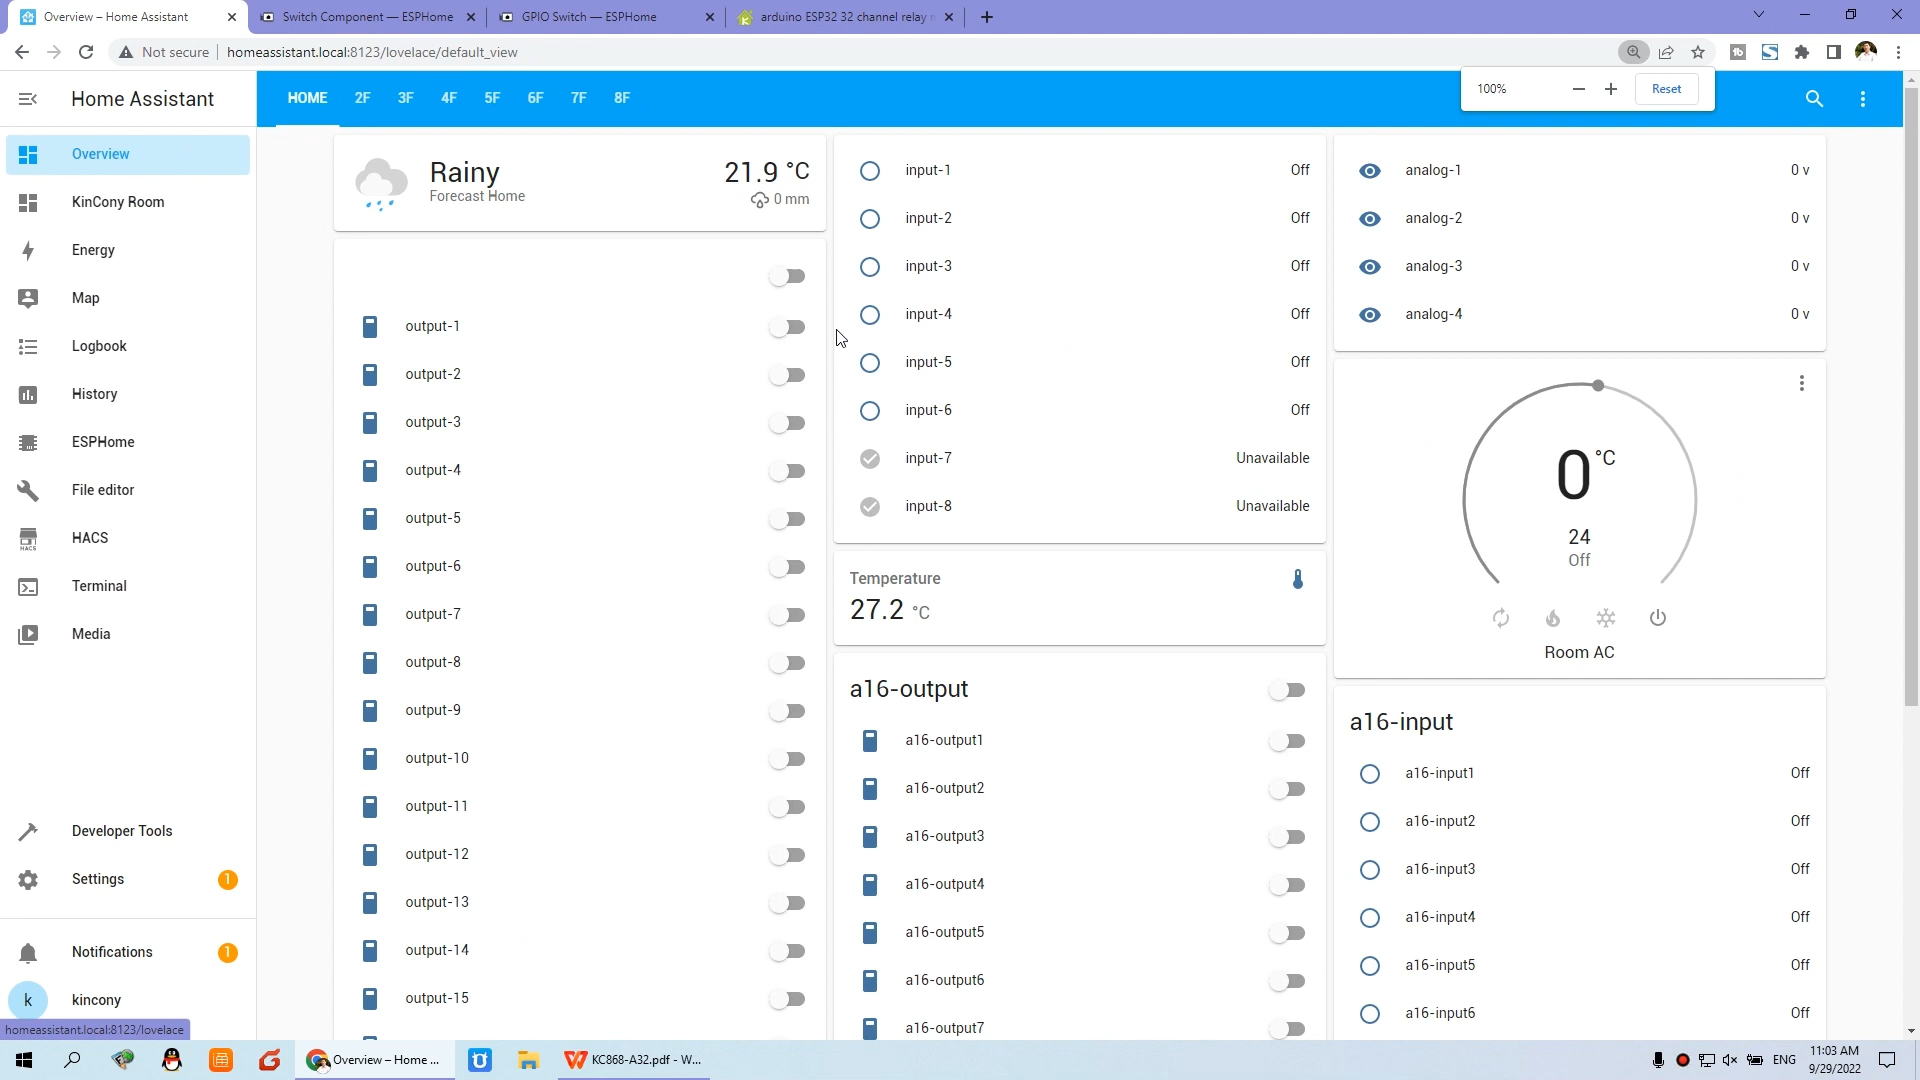 Overview – Home Assistant
Switch Component — ESPHome
GPIO Switch — ESPHome
arduino ESP32 32 channel relay
Not secure
homeassistant.local:8123/lovelace/default_view
100%
Reset
Home Assistant
HOME 2F 3F 4F 5F 6F 7F 8F
Overview
KinCony Room
Energy
Map
Logbook
History
ESPHome
File editor
HACS
HACS
Terminal
Media
Developer Tools
Settings 1
Notifications 1
k kincony
homeassistant.local:8123/lovelace
Rainy
Forecast Home
21.9 °C
0 mm
output-1
output-2
output-3
output-4
output-5
output-6
output-7
output-8
output-9
output-10
output-11
output-12
output-13
output-14
output-15
input-1 Off
input-2 Off
input-3 Off
input-4 Off
input-5 Off
input-6 Off
input-7 Unavailable
input-8 Unavailable
Temperature
27.2 °C
a16-output
a16-output1
a16-output2
a16-output3
a16-output4
a16-output5
a16-output6
a16-output7
analog-1 0 v
analog-2 0 v
analog-3 0 v
analog-4 0 v
0 °C
24
Off
Room AC
a16-input
a16-input1 Off
a16-input2 Off
a16-input3 Off
a16-input4 Off
a16-input5 Off
a16-input6 Off
Overview – Home ...
KC868-A32.pdf - W...
ENG
11:03 AM
9/29/2022